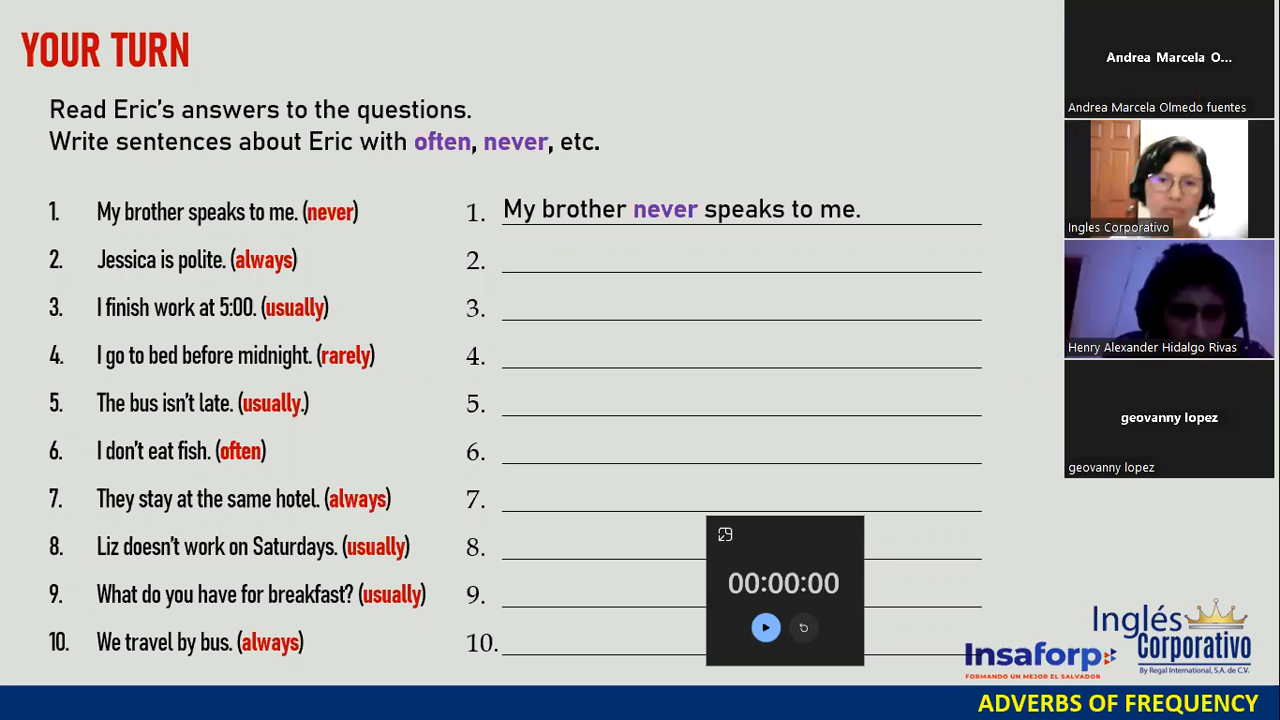 YOUR TURN
Read Eric's answers to the questions.
Write sentences about Eric with often, never, etc.
1. My brother speaks to me. (never)
2. Jessica is polite. (always)
3. I finish work at 5:00. (usually)
4. I go to bed before midnight. (rarely)
5. The bus isn't late. (usually.)
6. I don't eat fish. (often)
7. They stay at the same hotel. (always)
8. Liz doesn't work on Saturdays. (usually)
9. What do you have for breakfast? (usually)
10. We travel by bus. (always)
1. My brother never speaks to me.
2.
3.
4.
5.
6.
7.
8.
9.
10.
00:00:00
Andrea Marcela O...
Andrea Marcela Olmedo fuentes
Ingles Corporativo
Henry Alexander Hidalgo Rivas
geovanny lopez
geovanny lopez
Insaforp
FORMANDO UN MEJOR EL SALVADOR
Inglés
Corporativo
By Regal International, S.A. de C.V.
ADVERBS OF FREQUENCY